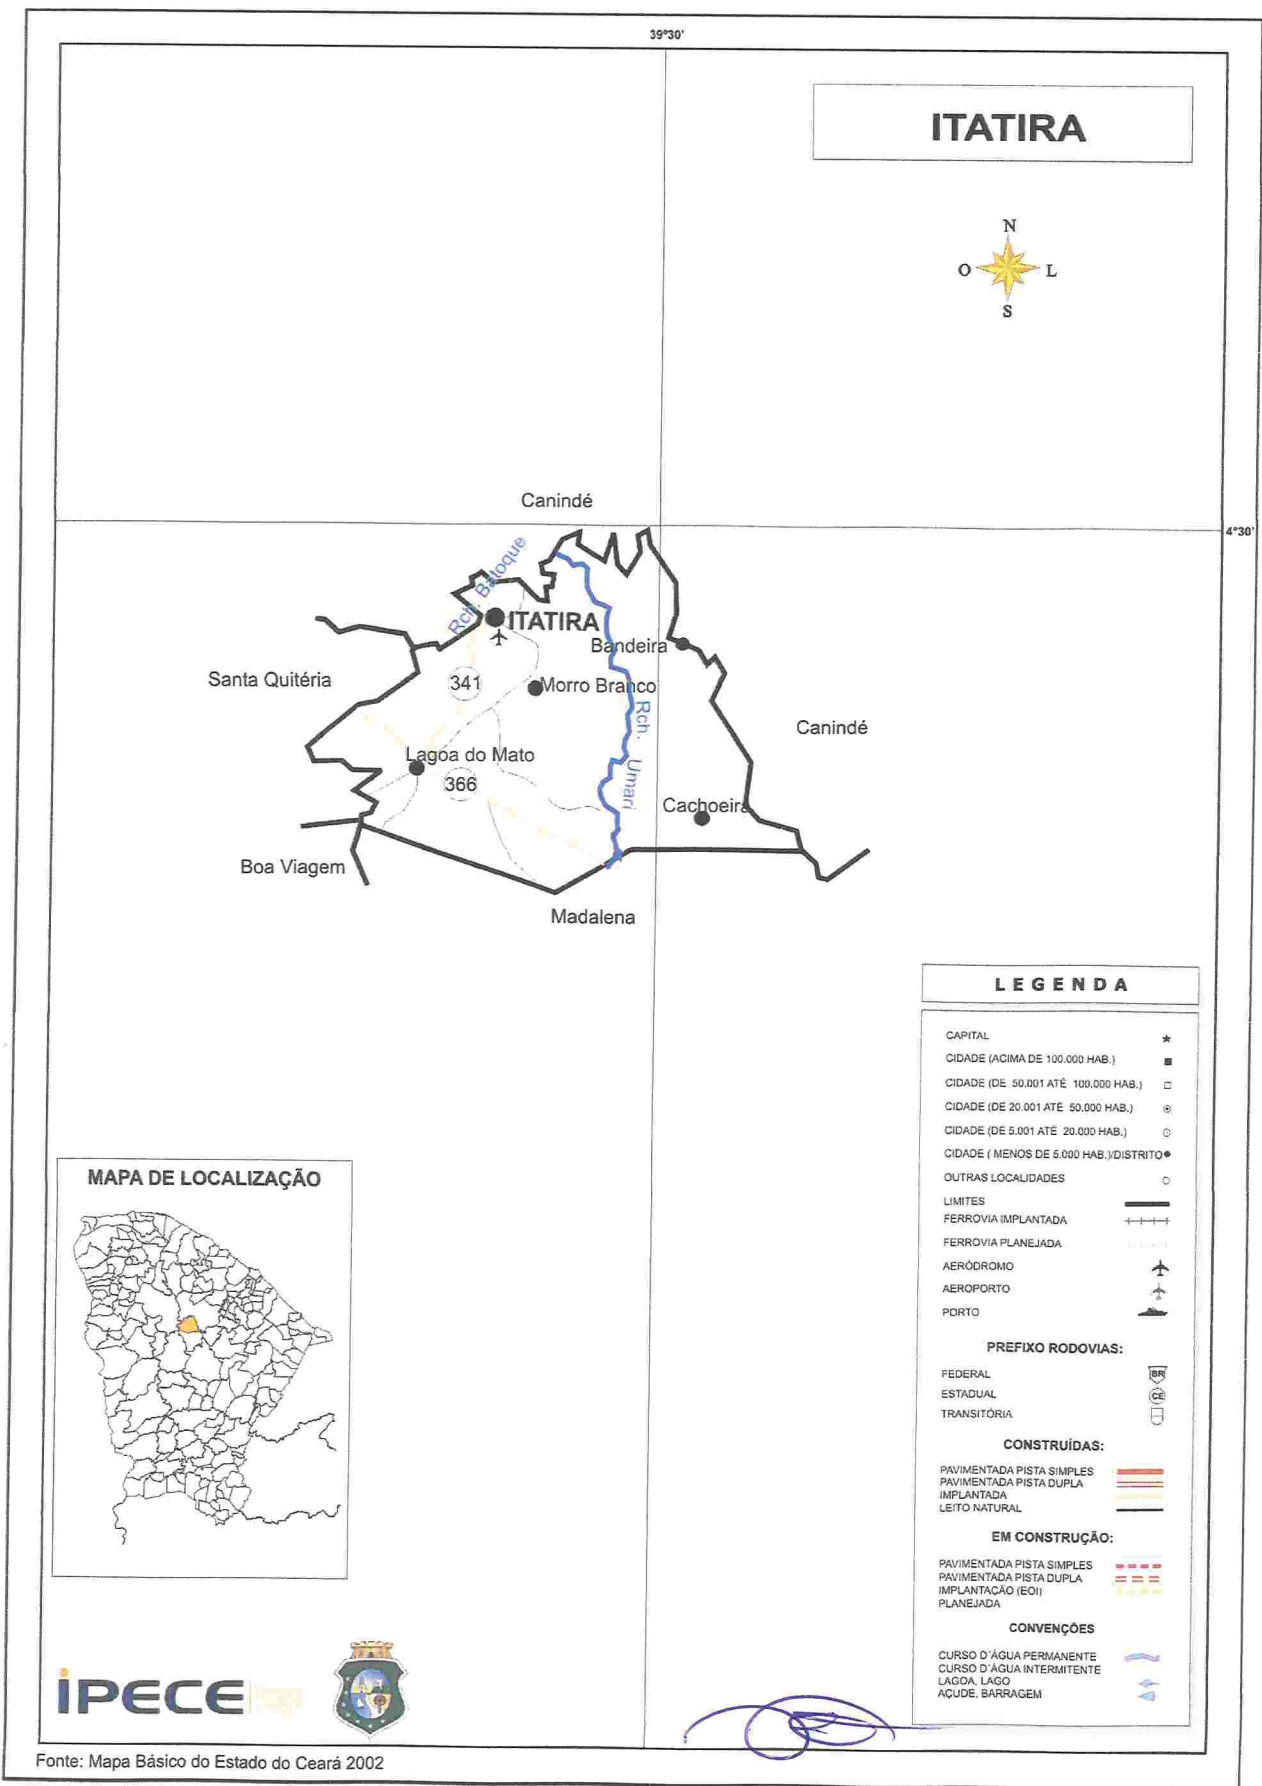 39º30'
ITATIRA
N
O L
S
Canindé
4º30'
Rch. Batoque
ITATIRA
Bandeira
Santa Quitéria
341
Morro Branco
Rch. Umari
Canindé
Lagoa do Mato
366
Cachoeira
Boa Viagem
Madalena
LEGENDA
CAPITAL
CIDADE (ACIMA DE 100.000 HAB.)
CIDADE (DE 50.001 ATÉ 100.000 HAB.)
CIDADE (DE 20.001 ATÉ 50.000 HAB.)
CIDADE (DE 5.001 ATÉ 20.000 HAB.)
CIDADE ( MENOS DE 5.000 HAB.)/DISTRITO
OUTRAS LOCALIDADES
LIMITES
FERROVIA IMPLANTADA
FERROVIA PLANEJADA
AERÓDROMO
AEROPORTO
PORTO
PREFIXO RODOVIAS:
FEDERAL BR
ESTADUAL CE
TRANSITÓRIA
CONSTRUÍDAS:
PAVIMENTADA PISTA SIMPLES
PAVIMENTADA PISTA DUPLA
IMPLANTADA
LEITO NATURAL
EM CONSTRUÇÃO:
PAVIMENTADA PISTA SIMPLES
PAVIMENTADA PISTA DUPLA
IMPLANTAÇÃO (EOI)
PLANEJADA
CONVENÇÕES
CURSO D'ÁGUA PERMANENTE
CURSO D'ÁGUA INTERMITENTE
LAGOA, LAGO
AÇUDE, BARRAGEM
MAPA DE LOCALIZAÇÃO
IPECE
Fonte: Mapa Básico do Estado do Ceará 2002